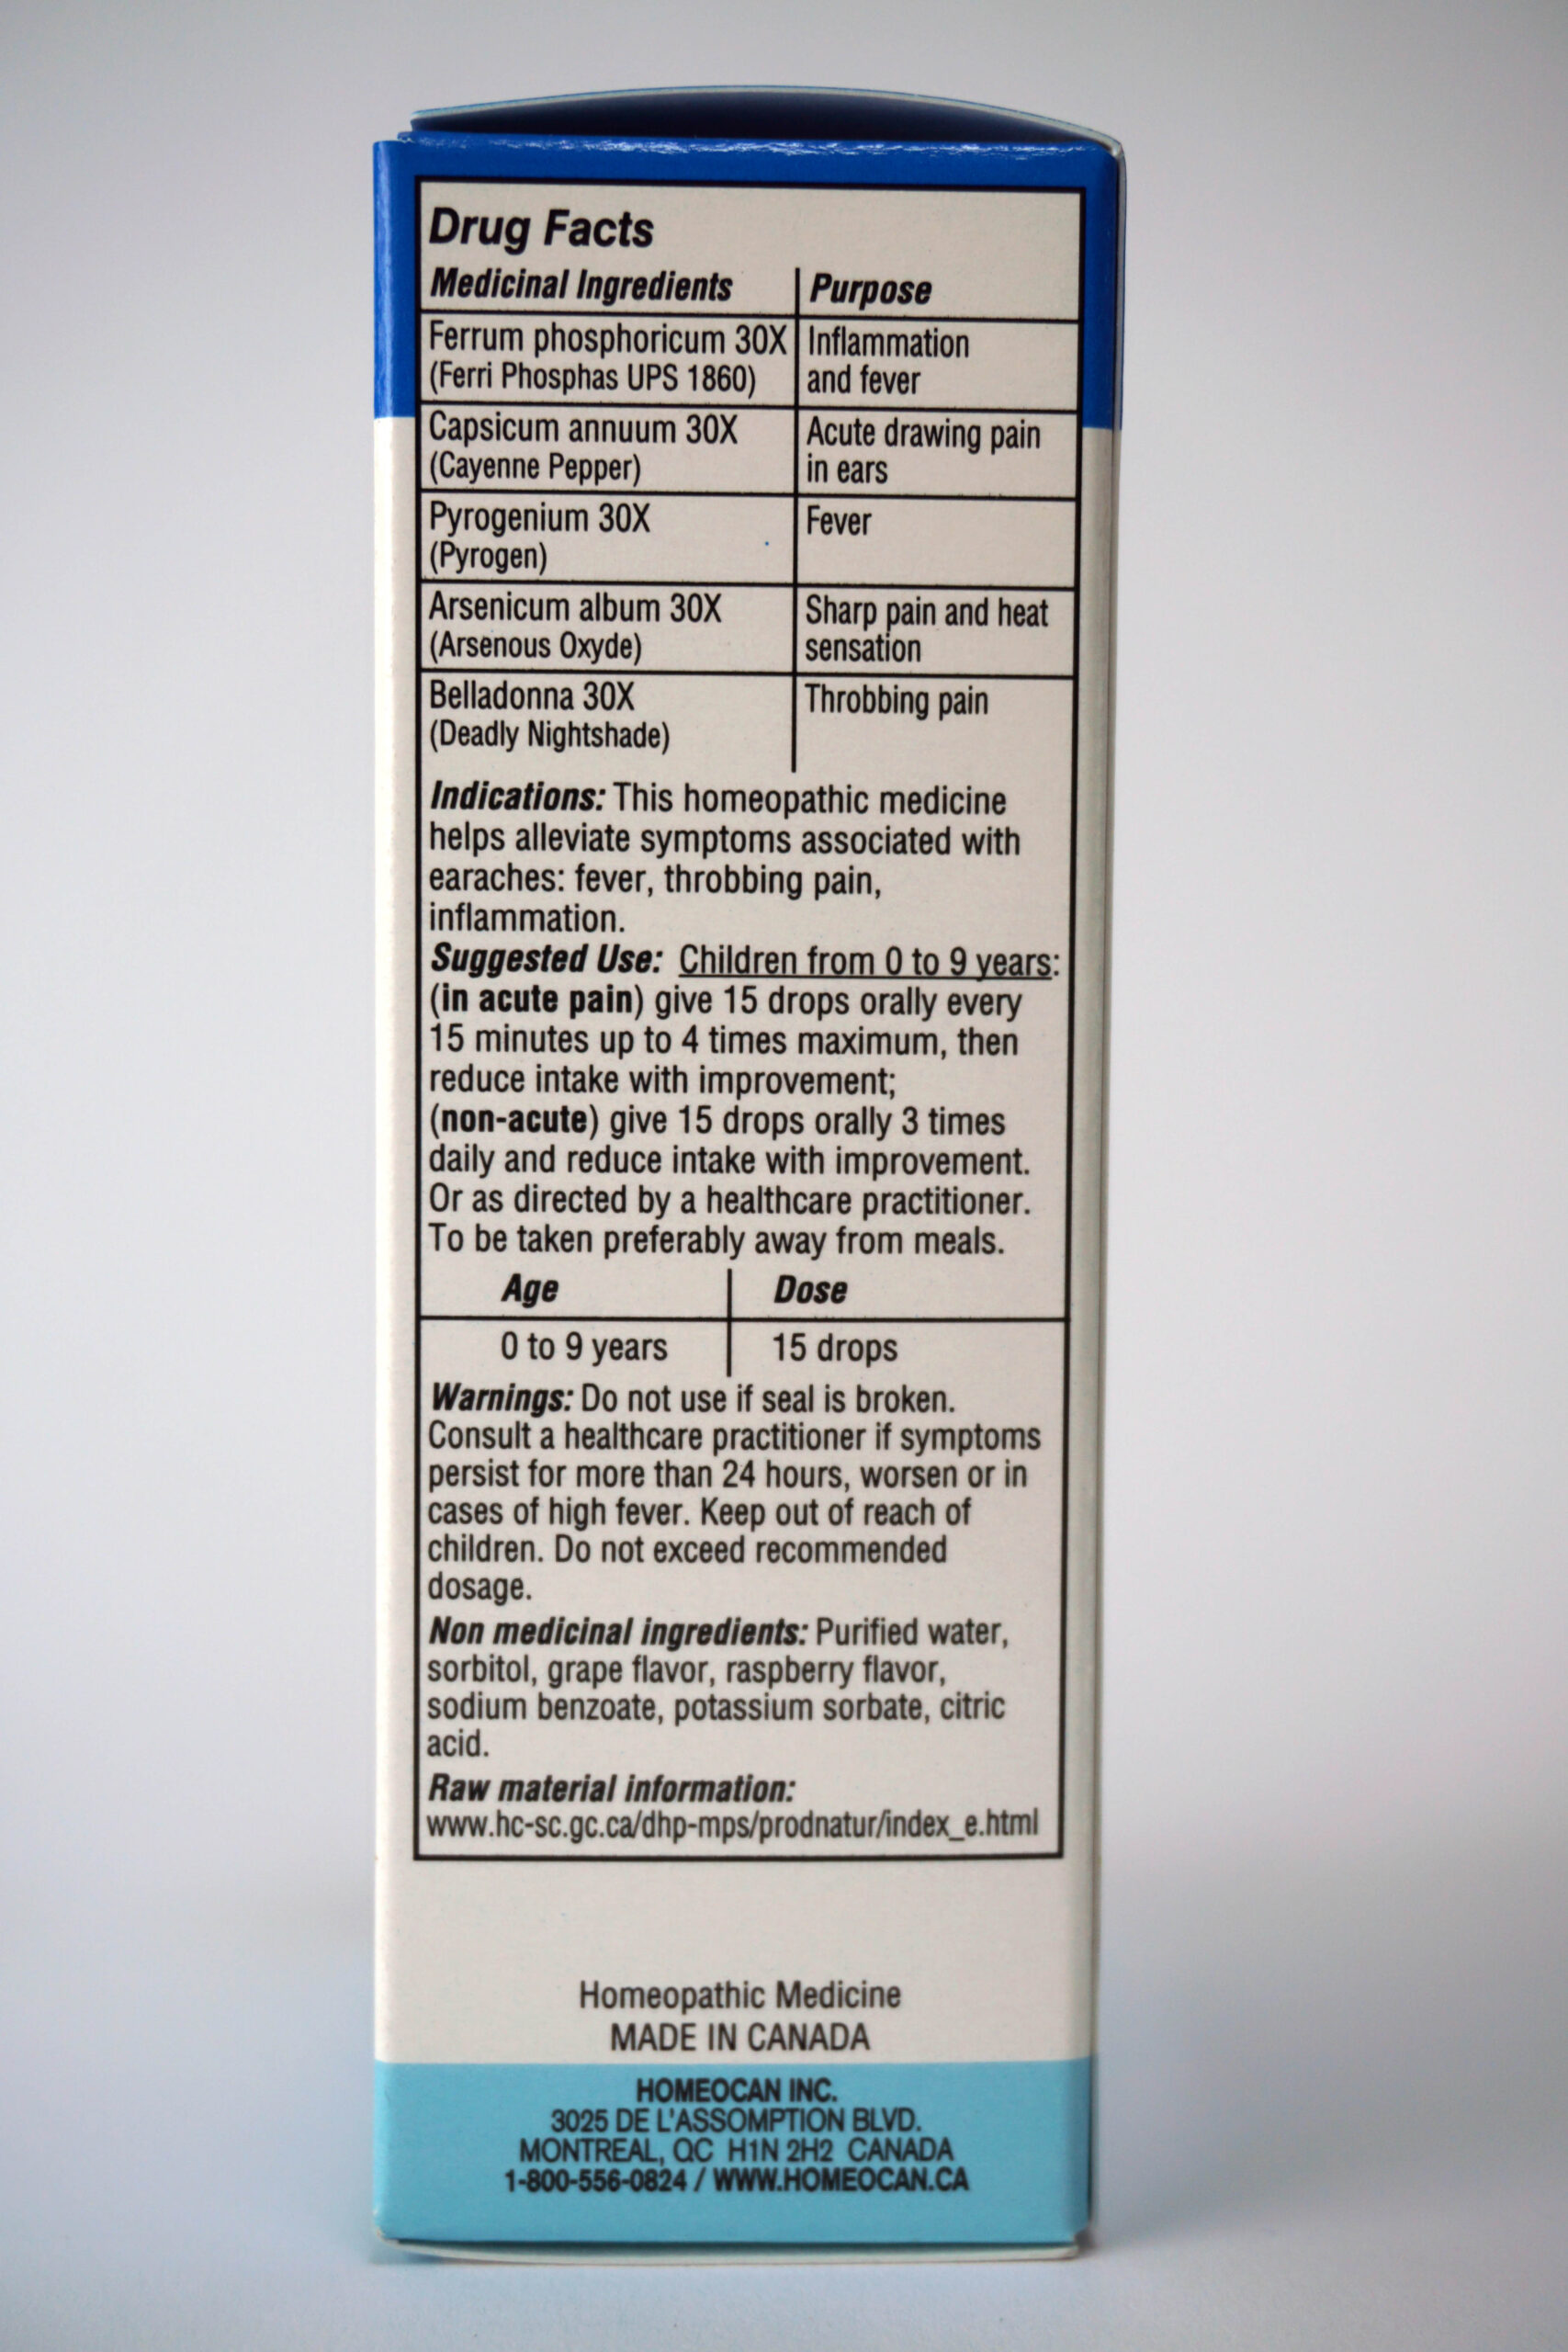 Drug Facts
Medicinal Ingredients Purpose
Ferrum phosphoricum 30X Inflammation
(Ferri Phosphas UPS 1860) and fever
Capsicum annuum 30X Acute drawing pain
(Cayenne Pepper) in ears
Pyrogenium 30X Fever
(Pyrogen)
Arsenicum album 30X Sharp pain and heat
(Arsenous Oxyde) sensation
Belladonna 30X Throbbing pain
(Deadly Nightshade)
Indications: This homeopathic medicine
helps alleviate symptoms associated with
earaches: fever, throbbing pain,
inflammation.
Suggested Use: Children from 0 to 9 years:
(in acute pain) give 15 drops orally every
15 minutes up to 4 times maximum, then
reduce intake with improvement;
(non-acute) give 15 drops orally 3 times
daily and reduce intake with improvement.
Or as directed by a healthcare practitioner.
To be taken preferably away from meals.
Age Dose
0 to 9 years 15 drops
Warnings: Do not use if seal is broken.
Consult a healthcare practitioner if symptoms
persist for more than 24 hours, worsen or in
cases of high fever. Keep out of reach of
children. Do not exceed recommended
dosage.
Non medicinal ingredients: Purified water,
sorbitol, grape flavor, raspberry flavor,
sodium benzoate, potassium sorbate, citric
acid.
Raw material information:
www.hc-sc.gc.ca/dhp-mps/prodnatur/index_e.html
Homeopathic Medicine
MADE IN CANADA
HOMEOCAN INC.
3025 DE L'ASSOMPTION BLVD.
MONTREAL, QC H1N 2H2 CANADA
1-800-556-0824 / WWW.HOMEOCAN.CA